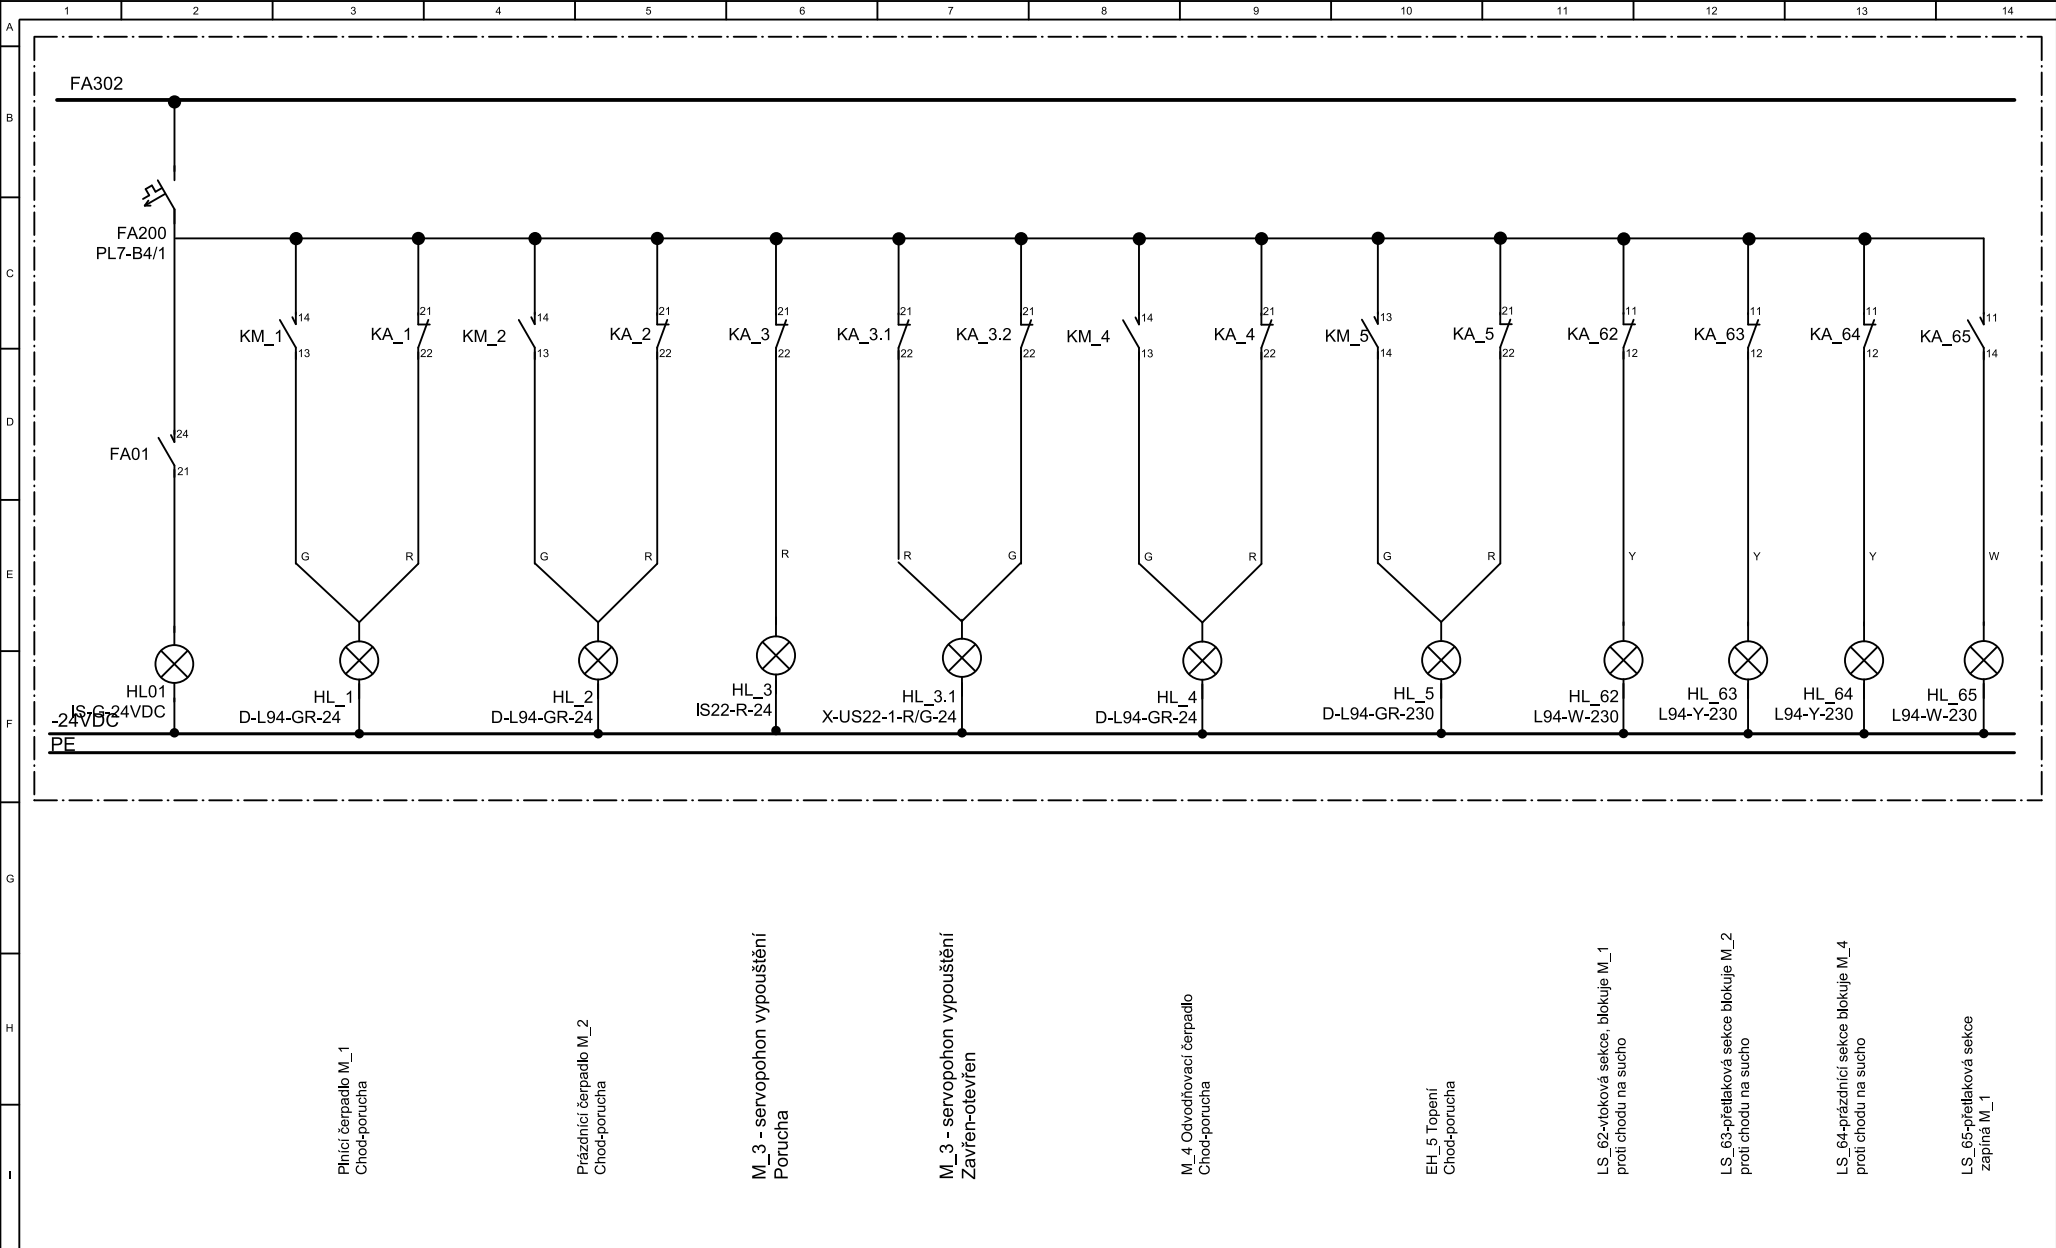 1 2 3 4 5 6 7 8 9 10 11 12 13 14
A
FA302
B
FA200
PL7-B4/1
C
14 21 14 21 21 21 21 14 21 13 21 11 11 11 11
KM_1 KA_1 KM_2 KA_2 KA_3 KA_3.1 KA_3.2 KM_4 KA_4 KM_5 KA_5 KA_62 KA_63 KA_64 KA_65
13 22 13 22 22 22 22 13 22 14 22 12 12 12 14
D
24
FA01
21
G R G R R R G G R G R Y Y Y W
E
HL01
IS-G-24VDC
HL_1
D-L94-GR-24
HL_2
D-L94-GR-24
HL_3
IS22-R-24
HL_3.1
X-US22-1-R/G-24
HL_4
D-L94-GR-24
HL_5
D-L94-GR-230
HL_62
L94-W-230
HL_63
L94-Y-230
HL_64
L94-Y-230
HL_65
L94-W-230
F
-24VDC
PE
G
H
I
Plnící čerpadlo M_1
Chod-porucha
Prázdnící čerpadlo M_2
Chod-porucha
M_3 - servopohon vypouštění
Porucha
M_3 - servopohon vypouštění
Zavřen-otevřen
M_4 Odvodňovací čerpadlo
Chod-porucha
EH_5 Topení
Chod-porucha
LS_62-vtoková sekce, blokuje M_1
proti chodu na sucho
LS_63-přetlaková sekce blokuje M_2
proti chodu na sucho
LS_64-prázdnící sekce blokuje M_4
proti chodu na sucho
LS_65-přetlaková sekce
zapíná M_1